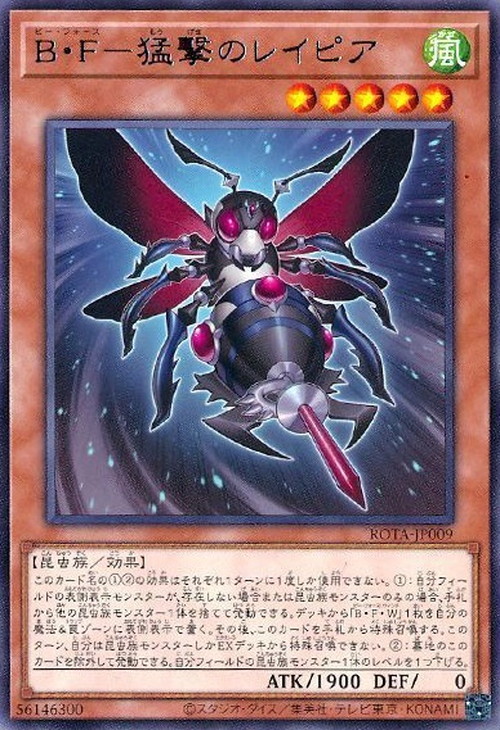 ビー・フォース もう げき
B・F－猛撃のレイピア
風
ROTA-JP009
【昆虫族／効果】
このカード名の①②の効果はそれぞれ1ターンに1度しか使用できない。①：自分フィー
ルドの表側表示モンスターが、存在しない場合または昆虫族モンスターのみの場合、手札
から他の昆虫族モンスター1体を捨てて発動できる。デッキから「B・F・W」1枚を自分の
魔法＆罠ゾーンに表側表示で置く。その後、このカードを手札から特殊召喚する。このタ
ーン、自分は昆虫族モンスターしかEXデッキから特殊召喚できない。②：墓地のこ
のカードを除外して発動できる。自分フィールドの昆虫族モンスター1体のレベルを1つ下げる。
ATK/1900 DEF/ 0
56146300 ©スタジオ・ダイス／集英社・テレビ東京・KONAMI